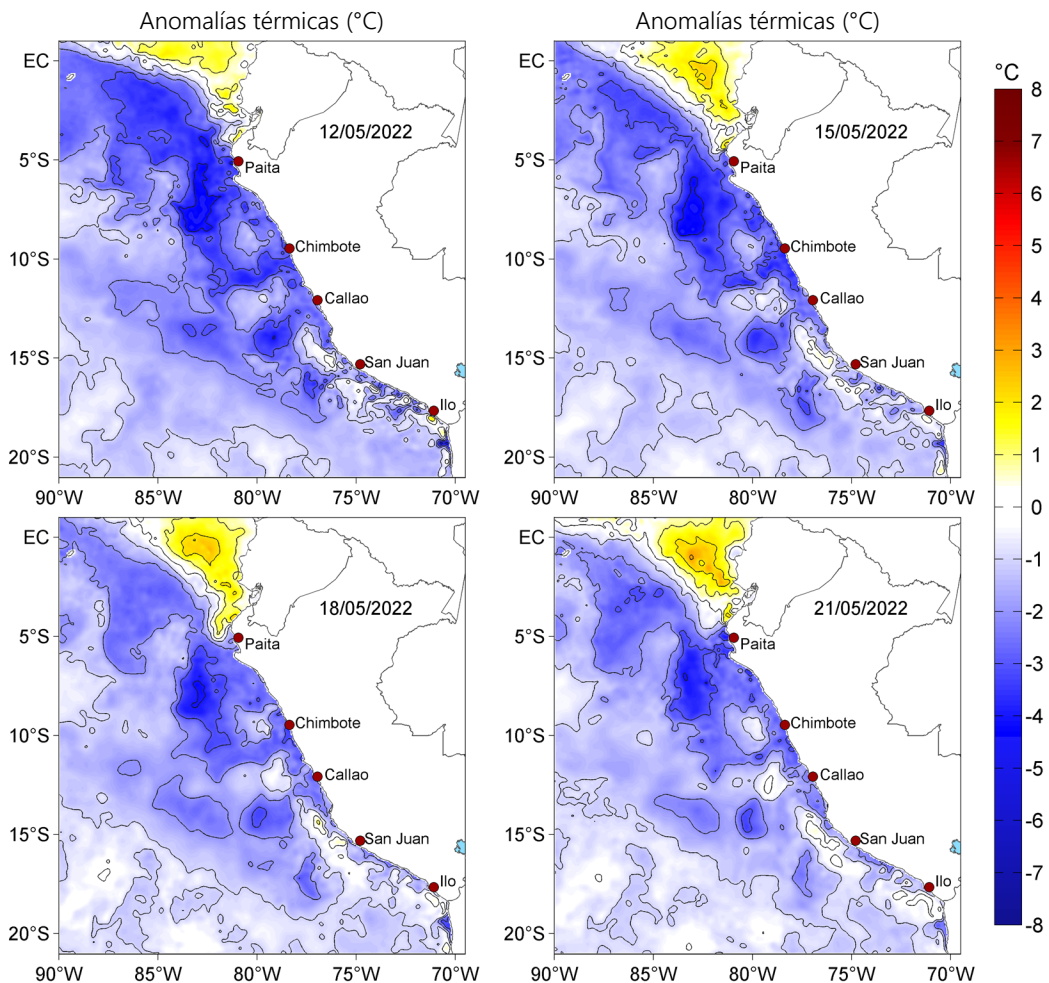 Anomalías térmicas (°C)
Anomalías térmicas (°C)
°C
8
7
6
5
4
3
2
1
0
-1
-2
-3
-4
-5
-6
-7
-8
EC
5°S
10°S
15°S
20°S
12/05/2022
Paita
Chimbote
Callao
San Juan
Ilo
90°W
85°W
80°W
75°W
70°W
EC
5°S
10°S
15°S
20°S
15/05/2022
Paita
Chimbote
Callao
San Juan
Ilo
90°W
85°W
80°W
75°W
70°W
EC
5°S
10°S
15°S
20°S
18/05/2022
Paita
Chimbote
Callao
San Juan
Ilo
90°W
85°W
80°W
75°W
70°W
EC
5°S
10°S
15°S
20°S
21/05/2022
Paita
Chimbote
Callao
San Juan
Ilo
90°W
85°W
80°W
75°W
70°W